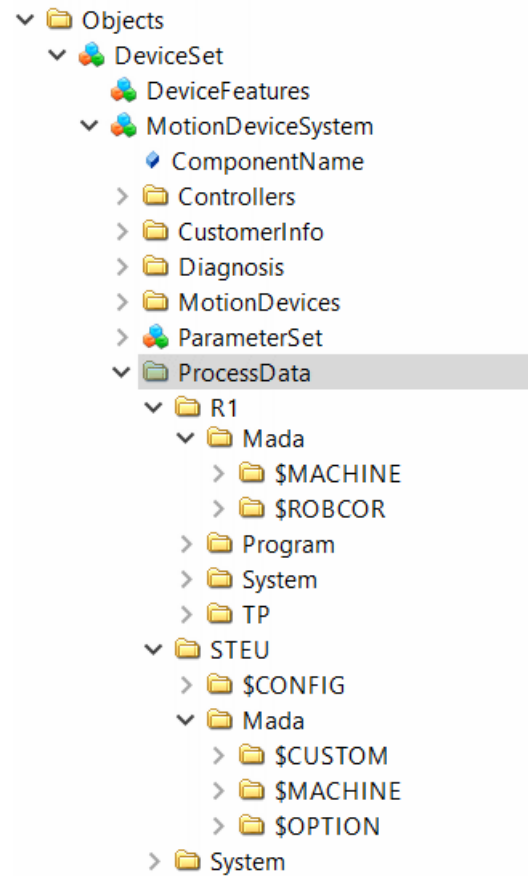 Objects
DeviceSet
DeviceFeatures
MotionDeviceSystem
ComponentName
Controllers
CustomerInfo
Diagnosis
MotionDevices
ParameterSet
ProcessData
R1
Mada
$MACHINE
$ROBCOR
Program
System
TP
STEU
$CONFIG
Mada
$CUSTOM
$MACHINE
$OPTION
System